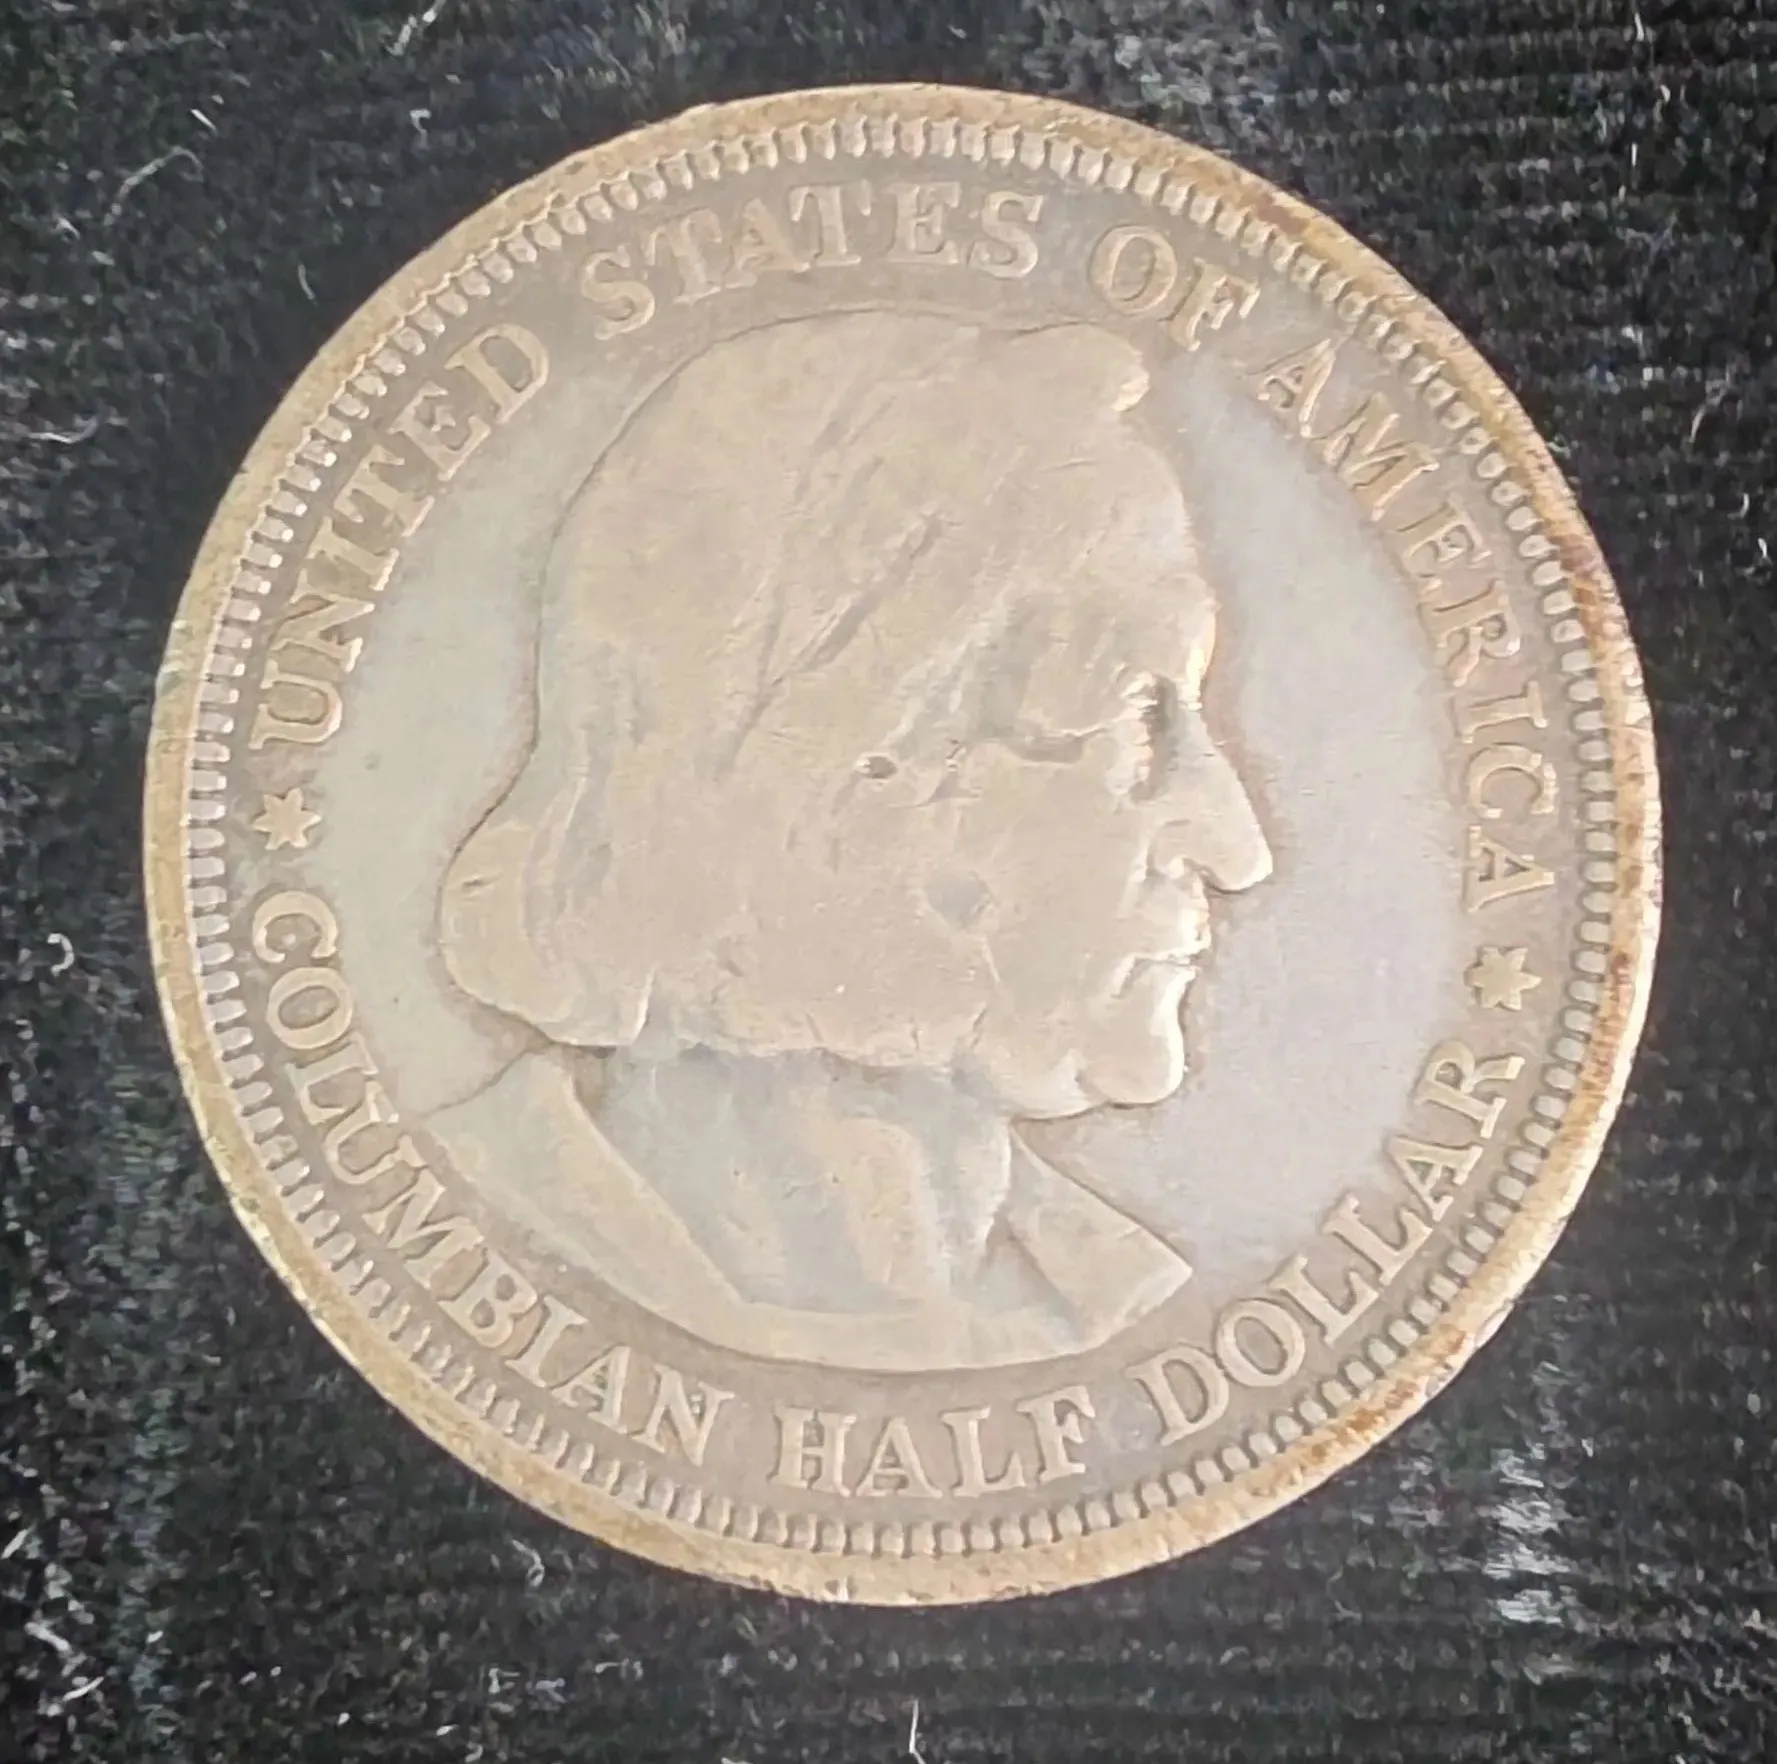 UNITED STATES OF AMERICA
COLUMBIAN HALF DOLLAR